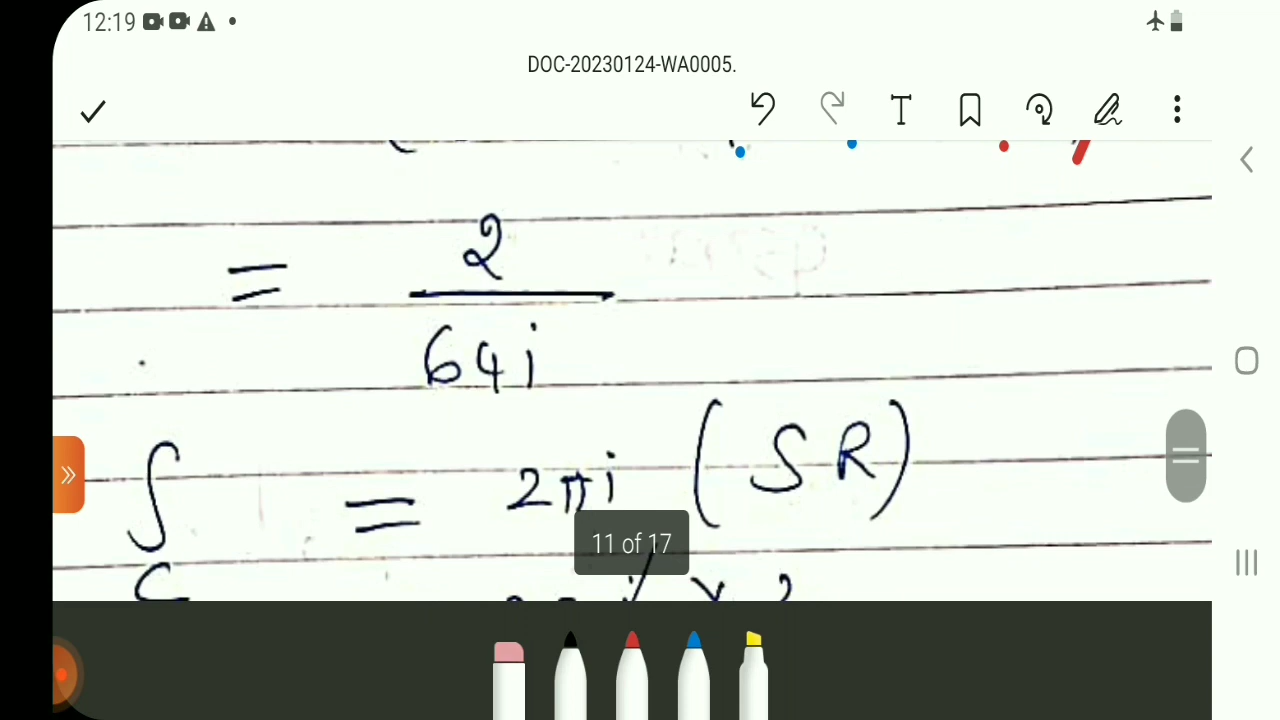 12:19
DOC-20230124-WA0005.
T
=
2
64i
∫ = 2πi (SR)
C
11 of 17